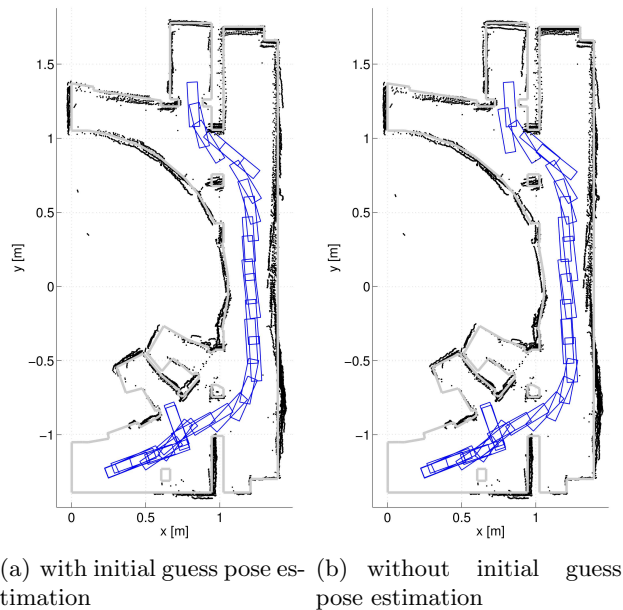 1.5
1
0.5
0
−0.5
−1
y [m]
0
0.5
1
x [m]
1.5
1
0.5
0
−0.5
−1
y [m]
0
0.5
1
x [m]
(a) with initial guess pose es-
timation
(b) without initial guess
pose estimation